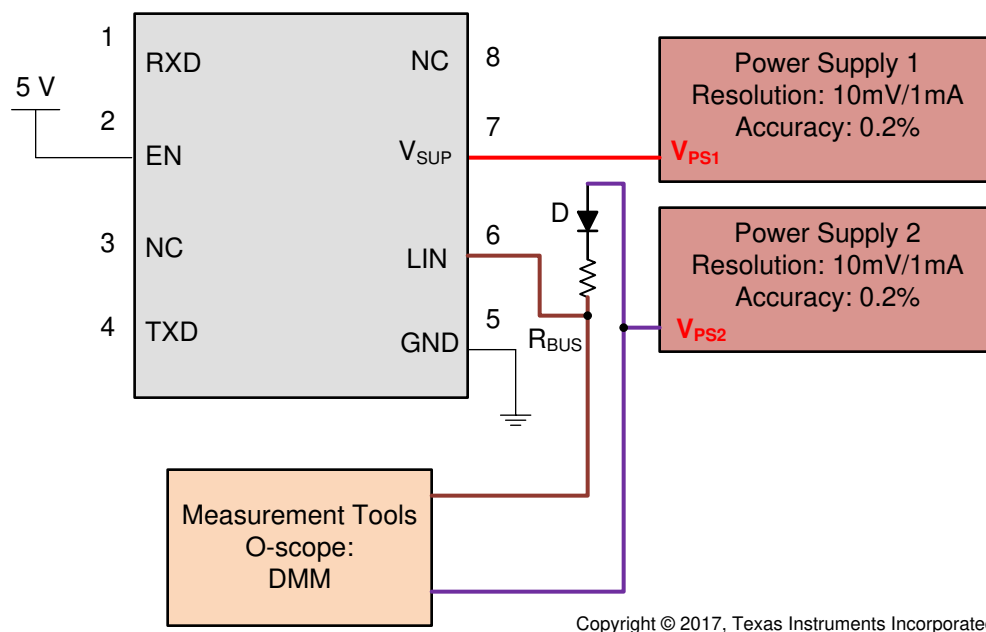 1
RXD
NC
8
5 V
2
EN
7
VSUP
3
NC
6
LIN
4
TXD
5
GND
D
RBUS
Power Supply 1
Resolution: 10mV/1mA
Accuracy: 0.2%
VPS1
Power Supply 2
Resolution: 10mV/1mA
Accuracy: 0.2%
VPS2
Measurement Tools
O-scope:
DMM
Copyright © 2017, Texas Instruments Incorporated